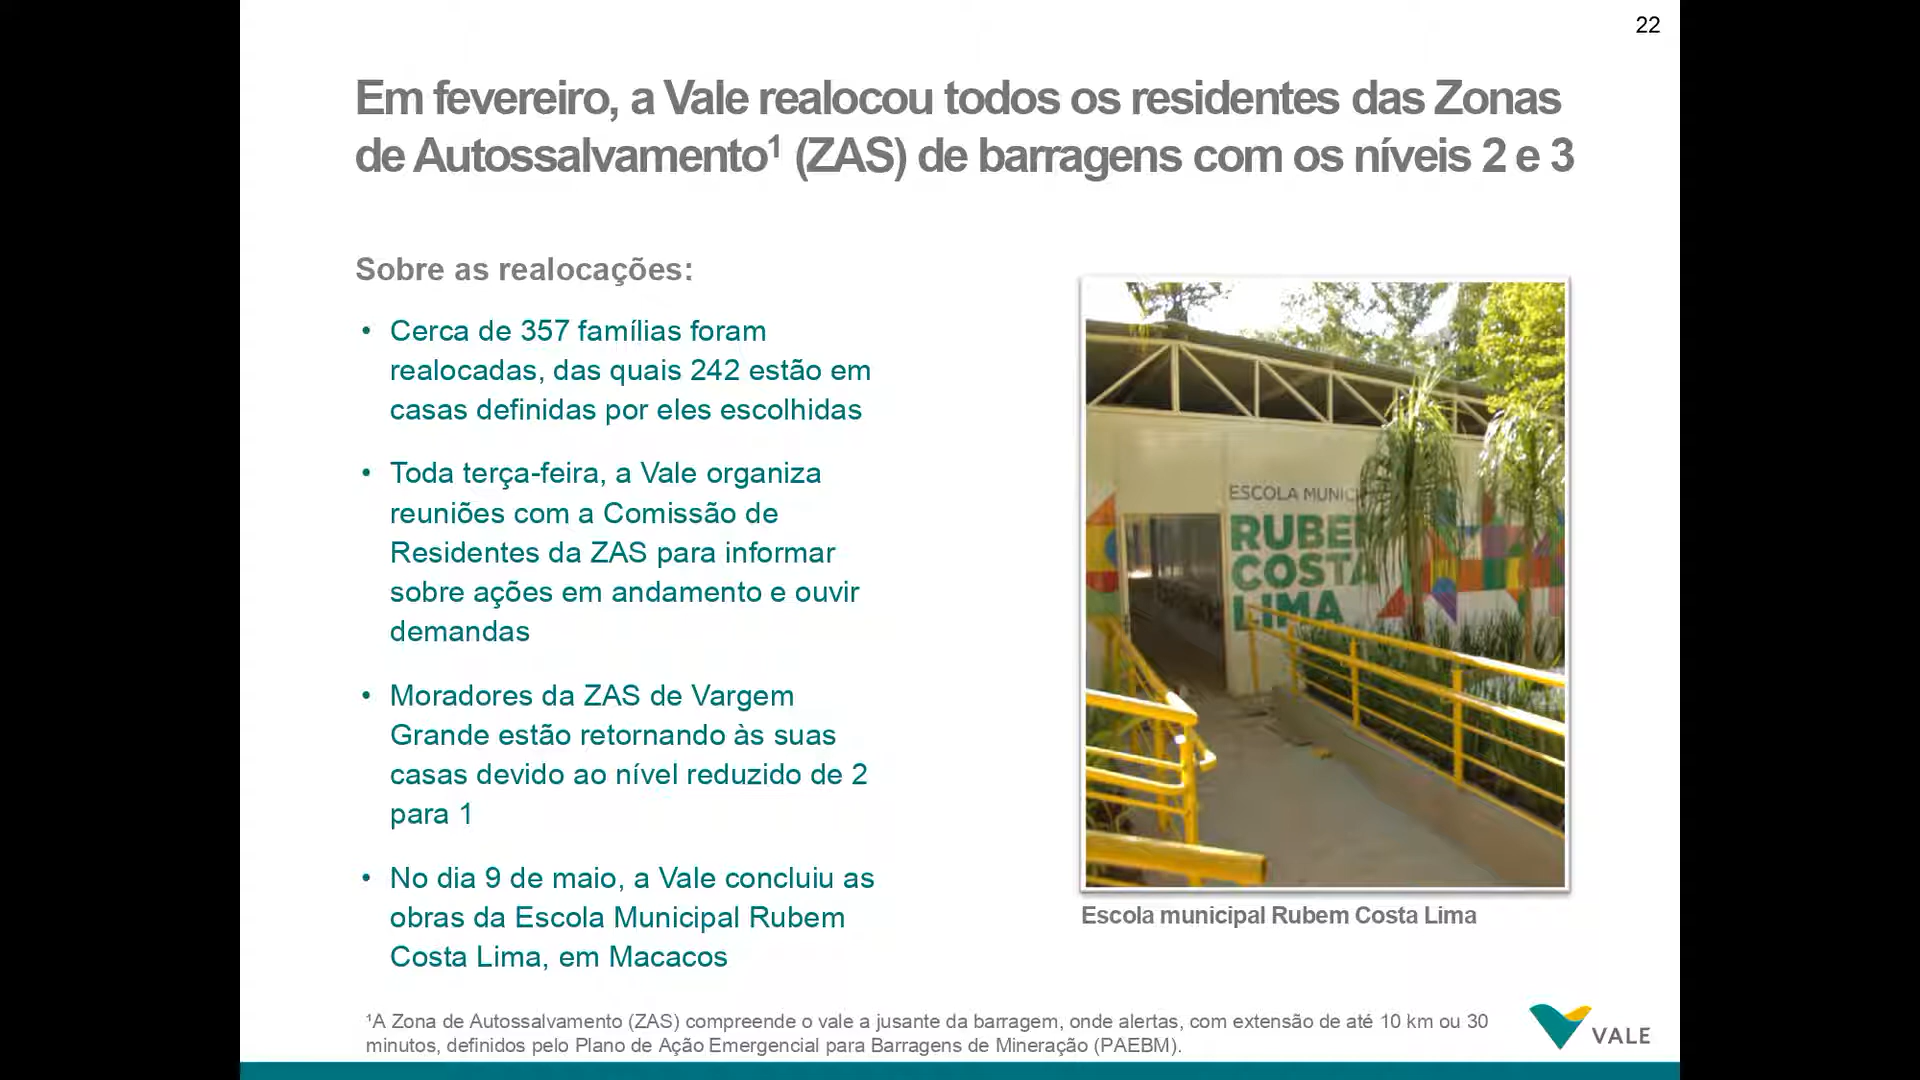 22
Em fevereiro, a Vale realocou todos os residentes das Zonas
de Autossalvamento¹ (ZAS) de barragens com os níveis 2 e 3
Sobre as realocações:
• Cerca de 357 famílias foram
realocadas, das quais 242 estão em
casas definidas por eles escolhidas
• Toda terça-feira, a Vale organiza
reuniões com a Comissão de
Residentes da ZAS para informar
sobre ações em andamento e ouvir
demandas
• Moradores da ZAS de Vargem
Grande estão retornando às suas
casas devido ao nível reduzido de 2
para 1
• No dia 9 de maio, a Vale concluiu as
obras da Escola Municipal Rubem
Costa Lima, em Macacos
ESCOLA MUNICI
RUBE
COSTA
LIMA
Escola municipal Rubem Costa Lima
¹A Zona de Autossalvamento (ZAS) compreende o vale a jusante da barragem, onde alertas, com extensão de até 10 km ou 30
minutos, definidos pelo Plano de Ação Emergencial para Barragens de Mineração (PAEBM).
VALE